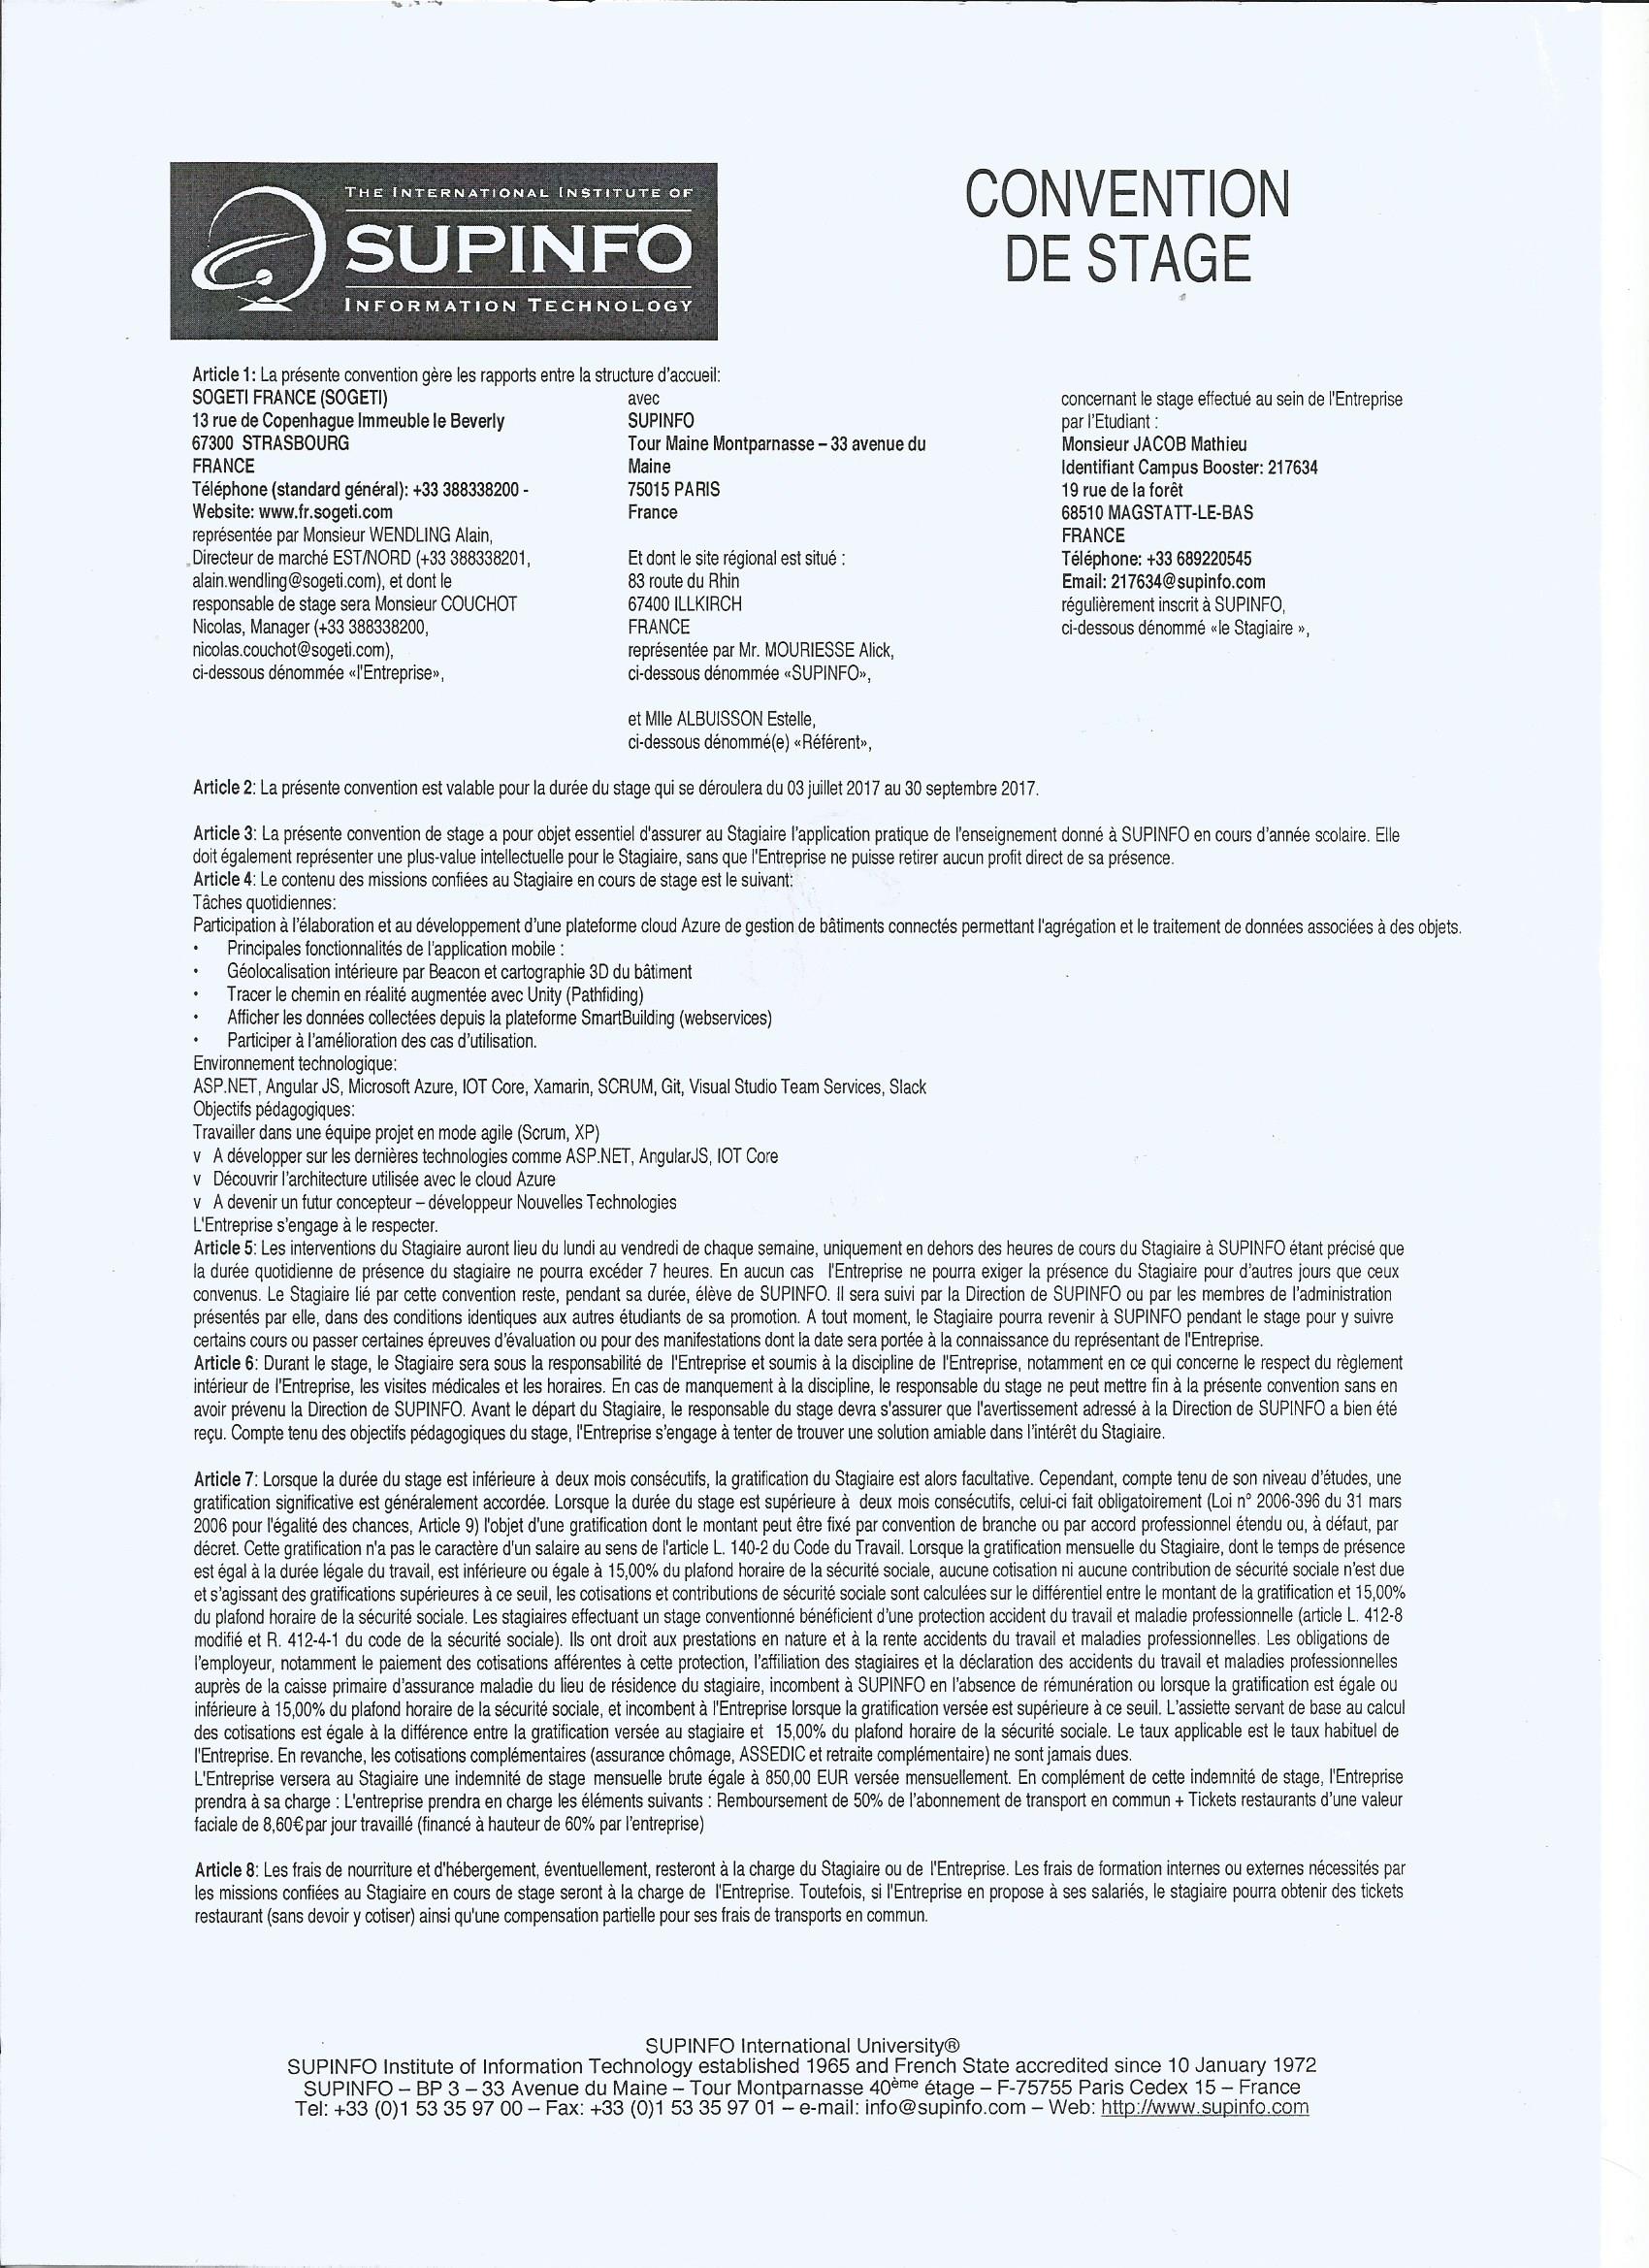 THE INTERNATIONAL INSTITUTE OF
SUPINFO
INFORMATION TECHNOLOGY
CONVENTION
DE STAGE
Article 1: La présente convention gère les rapports entre la structure d'accueil:
SOGETI FRANCE (SOGETI)
13 rue de Copenhague Immeuble le Beverly
67300 STRASBOURG
FRANCE
Téléphone (standard général): +33 388338200 -
Website: www.fr.sogeti.com
représentée par Monsieur WENDLING Alain,
Directeur de marché EST/NORD (+33 388338201,
alain.wendling@sogeti.com), et dont le
responsable de stage sera Monsieur COUCHOT
Nicolas, Manager (+33 388338200,
nicolas.couchot@sogeti.com),
ci-dessous dénommée «l'Entreprise»,
avec
SUPINFO
Tour Maine Montparnasse – 33 avenue du
Maine
75015 PARIS
France
Et dont le site régional est situé :
83 route du Rhin
67400 ILLKIRCH
FRANCE
représentée par Mr. MOURIESSE Alick,
ci-dessous dénommée «SUPINFO»,
et Mlle ALBUISSON Estelle,
ci-dessous dénommé(e) «Référent»,
concernant le stage effectué au sein de l'Entreprise
par l'Etudiant :
Monsieur JACOB Mathieu
Identifiant Campus Booster: 217634
19 rue de la forêt
68510 MAGSTATT-LE-BAS
FRANCE
Téléphone: +33 689220545
Email: 217634@supinfo.com
régulièrement inscrit à SUPINFO,
ci-dessous dénommé «le Stagiaire »,
Article 2: La présente convention est valable pour la durée du stage qui se déroulera du 03 juillet 2017 au 30 septembre 2017.
Article 3: La présente convention de stage a pour objet essentiel d'assurer au Stagiaire l'application pratique de l'enseignement donné à SUPINFO en cours d'année scolaire. Elle
doit également représenter une plus-value intellectuelle pour le Stagiaire, sans que l'Entreprise ne puisse retirer aucun profit direct de sa présence.
Article 4: Le contenu des missions confiées au Stagiaire en cours de stage est le suivant:
Tâches quotidiennes:
Participation à l'élaboration et au développement d'une plateforme cloud Azure de gestion de bâtiments connectés permettant l'agrégation et le traitement de données associées à des objets.
• Principales fonctionnalités de l'application mobile :
• Géolocalisation intérieure par Beacon et cartographie 3D du bâtiment
• Tracer le chemin en réalité augmentée avec Unity (Pathfiding)
• Afficher les données collectées depuis la plateforme SmartBuilding (webservices)
• Participer à l'amélioration des cas d'utilisation.
Environnement technologique:
ASP.NET, Angular JS, Microsoft Azure, IOT Core, Xamarin, SCRUM, Git, Visual Studio Team Services, Slack
Objectifs pédagogiques:
Travailler dans une équipe projet en mode agile (Scrum, XP)
v A développer sur les dernières technologies comme ASP.NET, AngularJS, IOT Core
v Découvrir l'architecture utilisée avec le cloud Azure
v A devenir un futur concepteur – développeur Nouvelles Technologies
L'Entreprise s'engage à le respecter.
Article 5: Les interventions du Stagiaire auront lieu du lundi au vendredi de chaque semaine, uniquement en dehors des heures de cours du Stagiaire à SUPINFO étant précisé que
la durée quotidienne de présence du stagiaire ne pourra excéder 7 heures. En aucun cas l'Entreprise ne pourra exiger la présence du Stagiaire pour d'autres jours que ceux
convenus. Le Stagiaire lié par cette convention reste, pendant sa durée, élève de SUPINFO. Il sera suivi par la Direction de SUPINFO ou par les membres de l'administration
présentés par elle, dans des conditions identiques aux autres étudiants de sa promotion. A tout moment, le Stagiaire pourra revenir à SUPINFO pendant le stage pour y suivre
certains cours ou passer certaines épreuves d'évaluation ou pour des manifestations dont la date sera portée à la connaissance du représentant de l'Entreprise.
Article 6: Durant le stage, le Stagiaire sera sous la responsabilité de l'Entreprise et soumis à la discipline de l'Entreprise, notamment en ce qui concerne le respect du règlement
intérieur de l'Entreprise, les visites médicales et les horaires. En cas de manquement à la discipline, le responsable du stage ne peut mettre fin à la présente convention sans en
avoir prévenu la Direction de SUPINFO. Avant le départ du Stagiaire, le responsable du stage devra s'assurer que l'avertissement adressé à la Direction de SUPINFO a bien été
reçu. Compte tenu des objectifs pédagogiques du stage, l'Entreprise s'engage à tenter de trouver une solution amiable dans l'intérêt du Stagiaire.
Article 7: Lorsque la durée du stage est inférieure à deux mois consécutifs, la gratification du Stagiaire est alors facultative. Cependant, compte tenu de son niveau d'études, une
gratification significative est généralement accordée. Lorsque la durée du stage est supérieure à deux mois consécutifs, celui-ci fait obligatoirement (Loi n° 2006-396 du 31 mars
2006 pour l'égalité des chances, Article 9) l'objet d'une gratification dont le montant peut être fixé par convention de branche ou par accord professionnel étendu ou, à défaut, par
décret. Cette gratification n'a pas le caractère d'un salaire au sens de l'article L. 140-2 du Code du Travail. Lorsque la gratification mensuelle du Stagiaire, dont le temps de présence
est égal à la durée légale du travail, est inférieure ou égale à 15,00% du plafond horaire de la sécurité sociale, aucune cotisation ni aucune contribution de sécurité sociale n'est due
et s'agissant des gratifications supérieures à ce seuil, les cotisations et contributions de sécurité sociale sont calculées sur le différentiel entre le montant de la gratification et 15,00%
du plafond horaire de la sécurité sociale. Les stagiaires effectuant un stage conventionné bénéficient d'une protection accident du travail et maladie professionnelle (article L. 412-8
modifié et R. 412-4-1 du code de la sécurité sociale). Ils ont droit aux prestations en nature et à la rente accidents du travail et maladies professionnelles. Les obligations de
l'employeur, notamment le paiement des cotisations afférentes à cette protection, l'affiliation des stagiaires et la déclaration des accidents du travail et maladies professionnelles
auprès de la caisse primaire d'assurance maladie du lieu de résidence du stagiaire, incombent à SUPINFO en l'absence de rémunération ou lorsque la gratification est égale ou
inférieure à 15,00% du plafond horaire de la sécurité sociale, et incombent à l'Entreprise lorsque la gratification versée est supérieure à ce seuil. L'assiette servant de base au calcul
des cotisations est égale à la différence entre la gratification versée au stagiaire et 15,00% du plafond horaire de la sécurité sociale. Le taux applicable est le taux habituel de
l'Entreprise. En revanche, les cotisations complémentaires (assurance chômage, ASSEDIC et retraite complémentaire) ne sont jamais dues.
L'Entreprise versera au Stagiaire une indemnité de stage mensuelle brute égale à 850,00 EUR versée mensuellement. En complément de cette indemnité de stage, l'Entreprise
prendra à sa charge : L'entreprise prendra en charge les éléments suivants : Remboursement de 50% de l'abonnement de transport en commun + Tickets restaurants d'une valeur
faciale de 8,60€ par jour travaillé (financé à hauteur de 60% par l'entreprise)
Article 8: Les frais de nourriture et d'hébergement, éventuellement, resteront à la charge du Stagiaire ou de l'Entreprise. Les frais de formation internes ou externes nécessités par
les missions confiées au Stagiaire en cours de stage seront à la charge de l'Entreprise. Toutefois, si l'Entreprise en propose à ses salariés, le stagiaire pourra obtenir des tickets
restaurant (sans devoir y cotiser) ainsi qu'une compensation partielle pour ses frais de transports en commun.
SUPINFO International University®
SUPINFO Institute of Information Technology established 1965 and French State accredited since 10 January 1972
SUPINFO – BP 3 – 33 Avenue du Maine – Tour Montparnasse 40ème étage – F-75755 Paris Cedex 15 – France
Tel: +33 (0)1 53 35 97 00 – Fax: +33 (0)1 53 35 97 01 – e-mail: info@supinfo.com – Web: http://www.supinfo.com